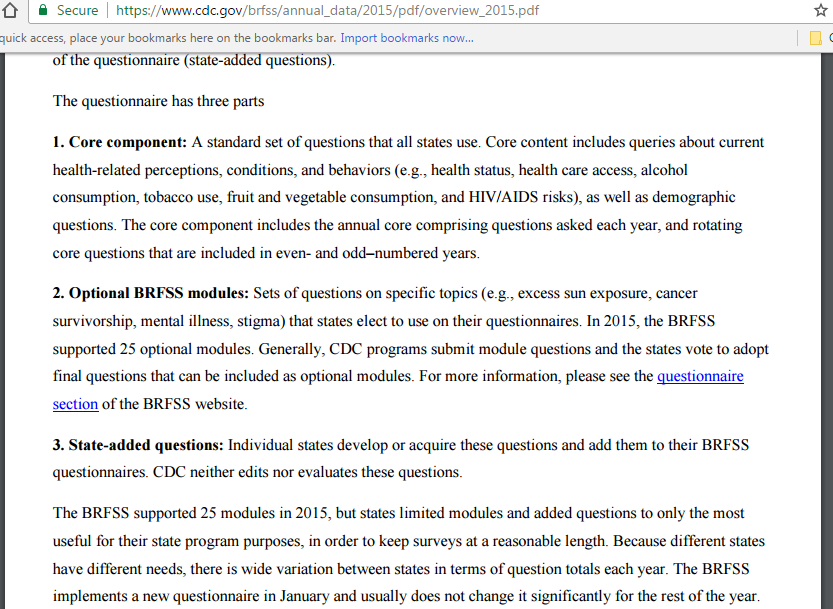 Secure https://www.cdc.gov/brfss/annual_data/2015/pdf/overview_2015.pdf
quick access, place your bookmarks here on the bookmarks bar. Import bookmarks now...
of the questionnaire (state-added questions).
The questionnaire has three parts
1. Core component: A standard set of questions that all states use. Core content includes queries about current
health-related perceptions, conditions, and behaviors (e.g., health status, health care access, alcohol
consumption, tobacco use, fruit and vegetable consumption, and HIV/AIDS risks), as well as demographic
questions. The core component includes the annual core comprising questions asked each year, and rotating
core questions that are included in even- and odd–numbered years.
2. Optional BRFSS modules: Sets of questions on specific topics (e.g., excess sun exposure, cancer
survivorship, mental illness, stigma) that states elect to use on their questionnaires. In 2015, the BRFSS
supported 25 optional modules. Generally, CDC programs submit module questions and the states vote to adopt
final questions that can be included as optional modules. For more information, please see the questionnaire
section of the BRFSS website.
3. State-added questions: Individual states develop or acquire these questions and add them to their BRFSS
questionnaires. CDC neither edits nor evaluates these questions.
The BRFSS supported 25 modules in 2015, but states limited modules and added questions to only the most
useful for their state program purposes, in order to keep surveys at a reasonable length. Because different states
have different needs, there is wide variation between states in terms of question totals each year. The BRFSS
implements a new questionnaire in January and usually does not change it significantly for the rest of the year.